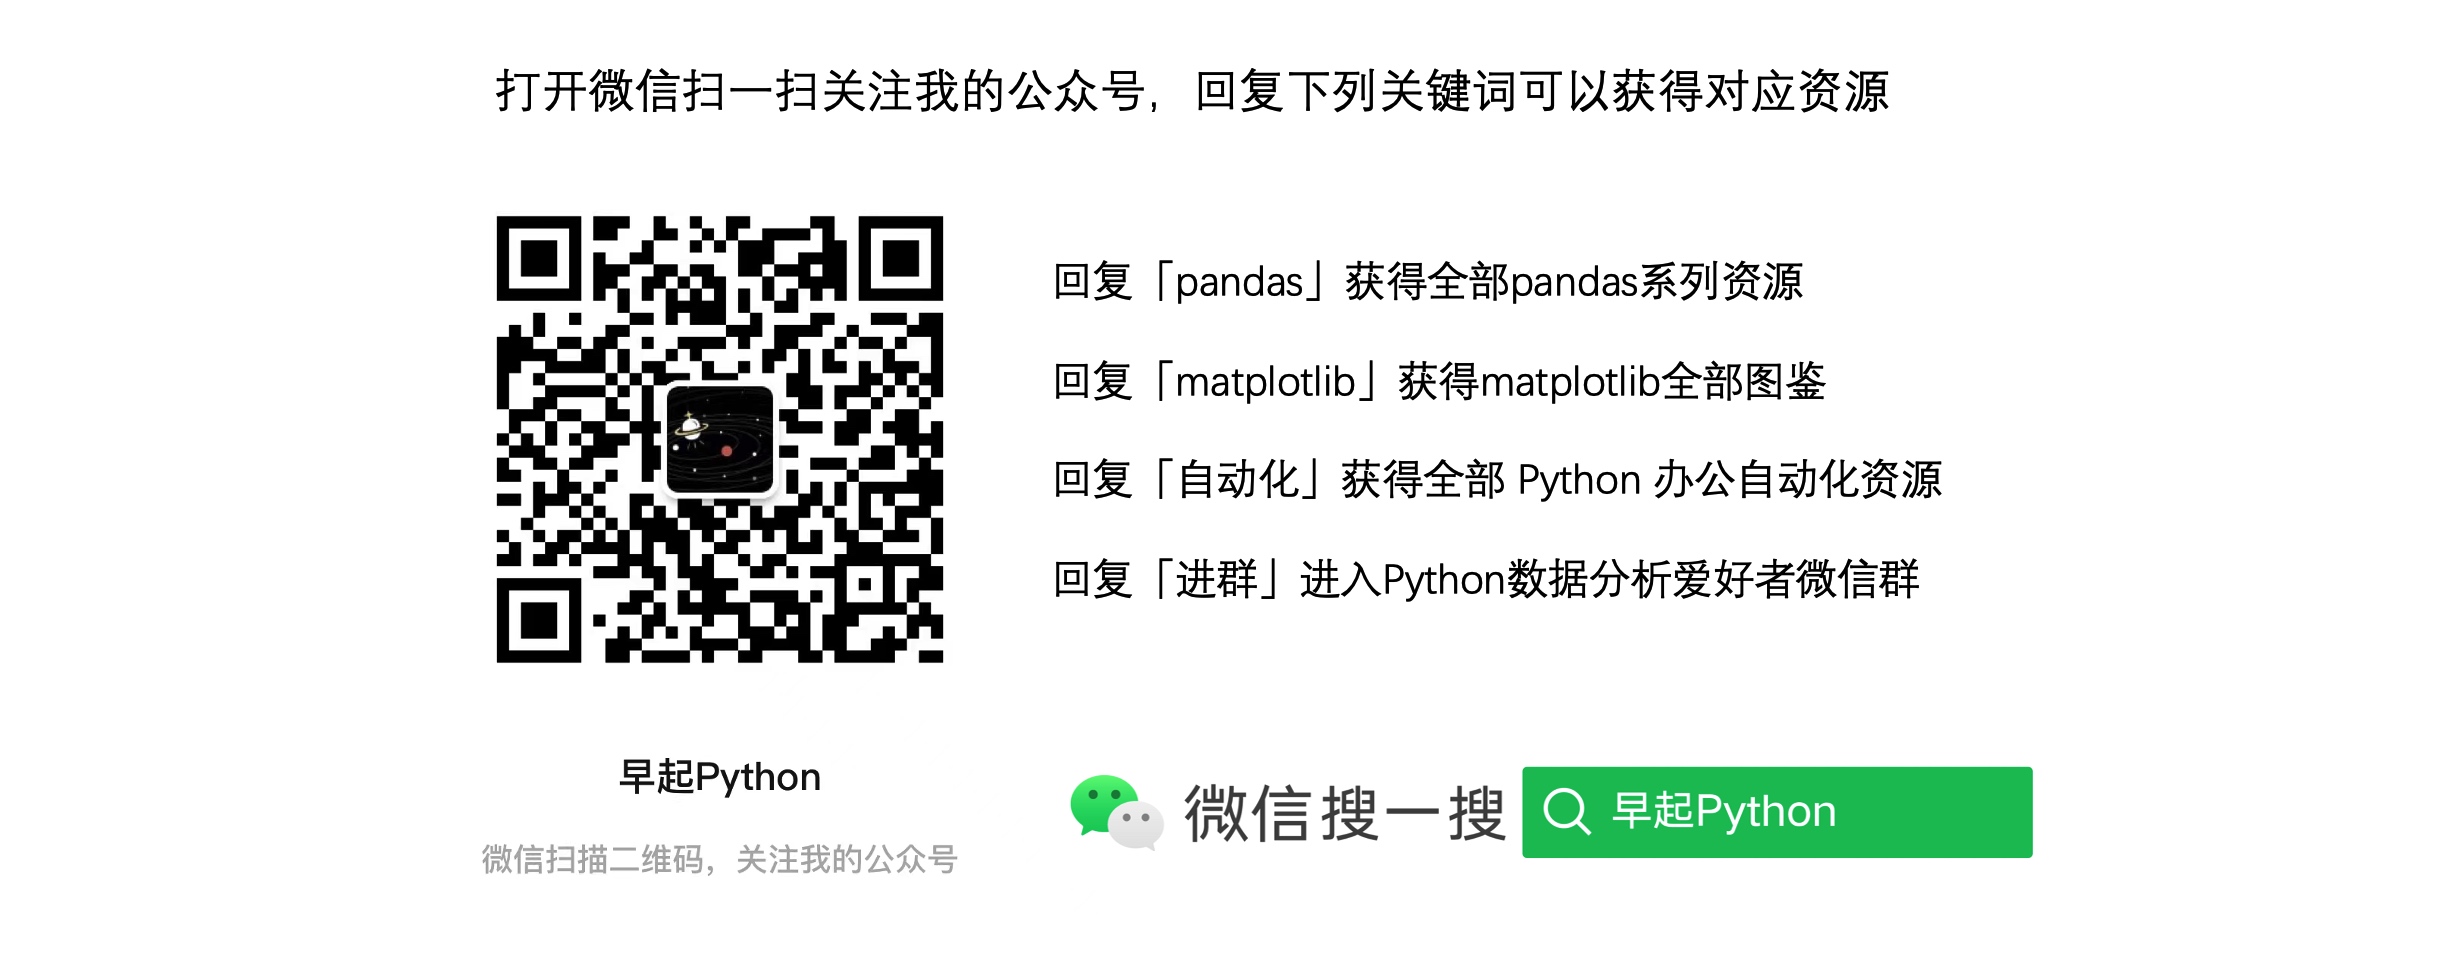 打开微信扫一扫关注我的公众号，回复下列关键词可以获得对应资源
回复「pandas」获得全部pandas系列资源
回复「matplotlib」获得matplotlib全部图鉴
回复「自动化」获得全部 Python 办公自动化资源
回复「进群」进入Python数据分析爱好者微信群
早起Python
微信扫描二维码，关注我的公众号
微信搜一搜 早起Python